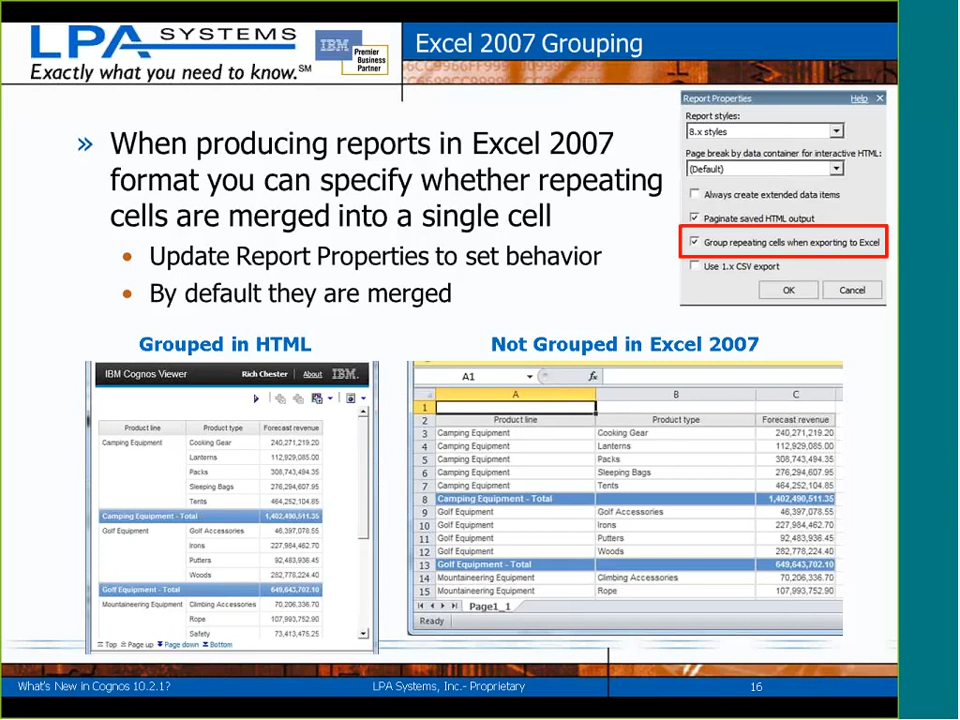 LPA SYSTEMS
IBM Premier Business Partner
Exactly what you need to know.SM
Excel 2007 Grouping
» When producing reports in Excel 2007
format you can specify whether repeating
cells are merged into a single cell
• Update Report Properties to set behavior
• By default they are merged
Report Properties Help X
Report styles:
8.x styles
Page break by data container for interactive HTML:
(Default)
Always create extended data items
Paginate saved HTML output
Group repeating cells when exporting to Excel
Use 1.x CSV export
OK Cancel
Grouped in HTML
IBM Cognos Viewer Rich Chester About IBM.
Product line Product type Forecast revenue
Camping Equipment Cooking Gear 240,271,219.20
Lanterns 112,929,085.00
Packs 308,743,494.35
Sleeping Bags 276,294,607.95
Tents 464,252,104.85
Camping Equipment - Total 1,402,490,511.35
Golf Equipment Golf Accessories 46,397,078.55
Irons 227,984,462.70
Putters 92,483,936.45
Woods 282,778,224.40
Golf Equipment - Total 649,643,702.10
Mountaineering Equipment Climbing Accessories 70,206,336.70
Rope 107,993,752.90
Safety 73,413,475.25
Top Page up Page down Bottom
Not Grouped in Excel 2007
A1 fx
A B C
1
2 Product line Product type Forecast revenue
3 Camping Equipment Cooking Gear 240,271,219.20
4 Camping Equipment Lanterns 112,929,085.00
5 Camping Equipment Packs 308,743,494.35
6 Camping Equipment Sleeping Bags 276,294,607.95
7 Camping Equipment Tents 464,252,104.85
8 Camping Equipment - Total 1,402,490,511.35
9 Golf Equipment Golf Accessories 46,397,078.55
10 Golf Equipment Irons 227,984,462.70
11 Golf Equipment Putters 92,483,936.45
12 Golf Equipment Woods 282,778,224.40
13 Golf Equipment - Total 649,643,702.10
14 Mountaineering Equipment Climbing Accessories 70,206,336.70
15 Mountaineering Equipment Rope 107,993,752.90
Page1_1
Ready
What's New in Cognos 10.2.1? LPA Systems, Inc.- Proprietary 16